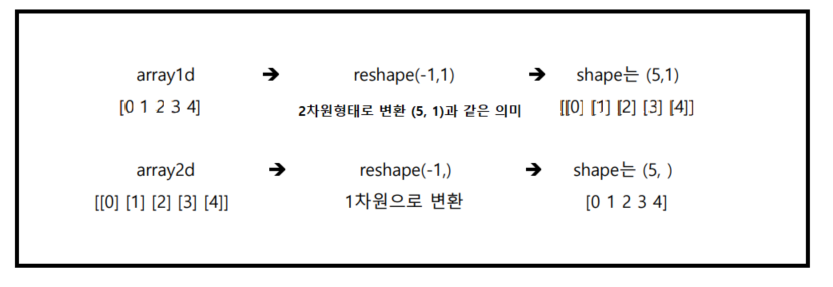 array1d ➔ reshape(-1,1) ➔ shape는 (5,1)
[0 1 2 3 4] 2차원형태로 변환 (5, 1)과 같은 의미 [[0] [1] [2] [3] [4]]
array2d ➔ reshape(-1,) ➔ shape는 (5, )
[[0] [1] [2] [3] [4]] 1차원으로 변환 [0 1 2 3 4]